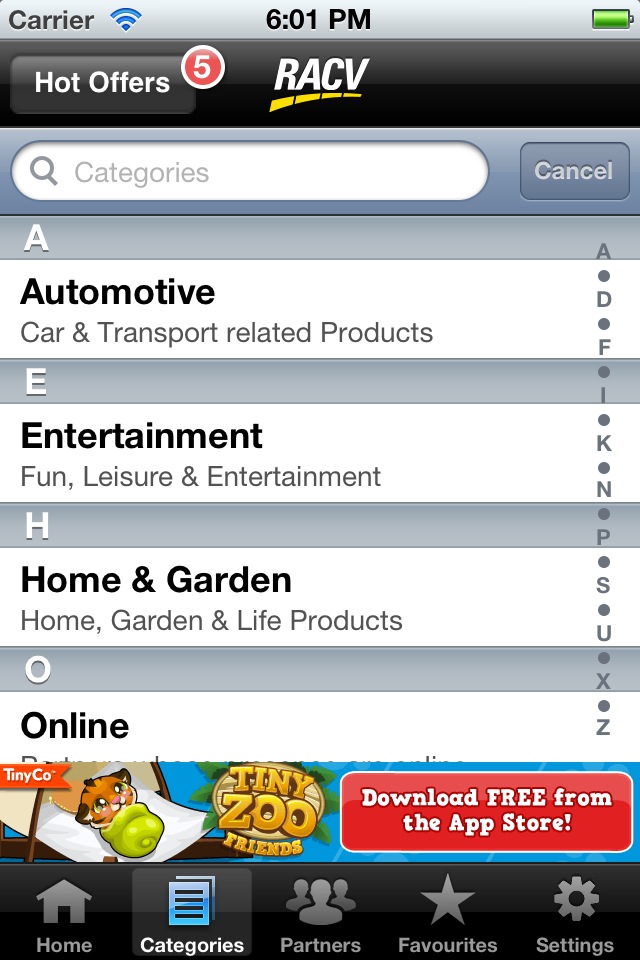 Carrier 6:01 PM
Hot Offers 5 RACV
Categories Cancel
A
Automotive
Car & Transport related Products
E
Entertainment
Fun, Leisure & Entertainment
H
Home & Garden
Home, Garden & Life Products
O
Online
A
D
F
I
K
N
P
S
U
X
Z
TinyCo™
TINY
ZOO
FRIENDS
Download FREE from
the App Store!
Home Categories Partners Favourites Settings